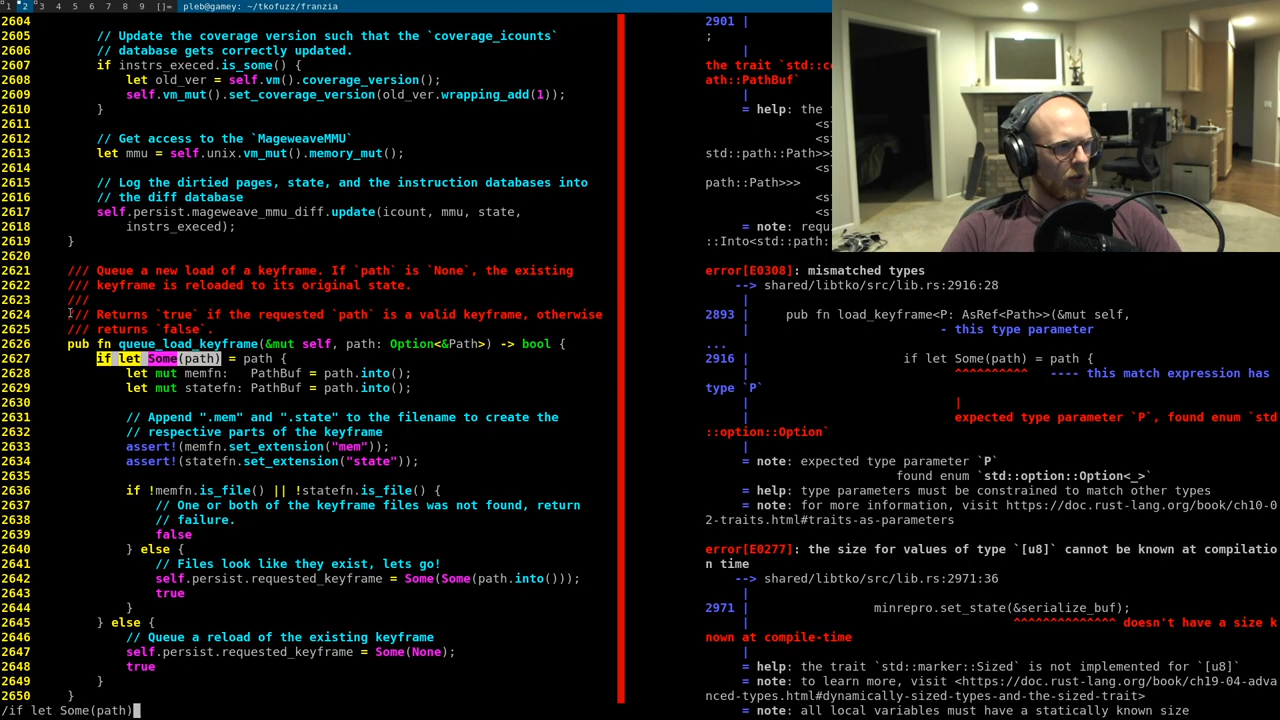 1 2 3 4 5 6 7 8 9 []= pleb@gamey: ~/tkofuzz/franzia
2604
2605 // Update the coverage version such that the `coverage_icounts`
2606 // database gets correctly updated.
2607 if instrs_execed.is_some() {
2608 let old_ver = self.vm().coverage_version();
2609 self.vm_mut().set_coverage_version(old_ver.wrapping_add(1));
2610 }
2611
2612 // Get access to the `MageweaveMMU`
2613 let mmu = self.unix.vm_mut().memory_mut();
2614
2615 // Log the dirtied pages, state, and the instruction databases into
2616 // the diff database
2617 self.persist.mageweave_mmu_diff.update(icount, mmu, state,
2618 instrs_execed);
2619 }
2620
2621 /// Queue a new load of a keyframe. If `path` is `None`, the existing
2622 /// keyframe is reloaded to its original state.
2623 ///
2624 /// Returns `true` if the requested `path` is a valid keyframe, otherwise
2625 /// returns `false`.
2626 pub fn queue_load_keyframe(&mut self, path: Option<&Path>) -> bool {
2627 if let Some(path) = path {
2628 let mut memfn: PathBuf = path.into();
2629 let mut statefn: PathBuf = path.into();
2630
2631 // Append ".mem" and ".state" to the filename to create the
2632 // respective parts of the keyframe
2633 assert!(memfn.set_extension("mem"));
2634 assert!(statefn.set_extension("state"));
2635
2636 if !memfn.is_file() || !statefn.is_file() {
2637 // One or both of the keyframe files was not found, return
2638 // failure.
2639 false
2640 } else {
2641 // Files look like they exist, lets go!
2642 self.persist.requested_keyframe = Some(Some(path.into()));
2643 true
2644 }
2645 } else {
2646 // Queue a reload of the existing keyframe
2647 self.persist.requested_keyframe = Some(None);
2648 true
2649 }
2650 }
/if let Some(path)
2901 |
;
|
the trait `std::co
ath::PathBuf`
|
= help: the
<s
std::path::Path>>
<s
path::Path>>>
<s
= note: requ
::Into<std::path:
error[E0308]: mismatched types
--> shared/libtko/src/lib.rs:2916:28
|
2893 | pub fn load_keyframe<P: AsRef<Path>>(&mut self,
| - this type parameter
...
2916 | if let Some(path) = path {
| ^^^^^^^^^^ ---- this match expression has
type `P`
| |
| expected type parameter `P`, found enum `std
::option::Option`
|
= note: expected type parameter `P`
found enum `std::option::Option<_>`
= help: type parameters must be constrained to match other types
= note: for more information, visit https://doc.rust-lang.org/book/ch10-0
2-traits.html#traits-as-parameters
error[E0277]: the size for values of type `[u8]` cannot be known at compilatio
n time
--> shared/libtko/src/lib.rs:2971:36
|
2971 | minrepro.set_state(&serialize_buf);
| ^^^^^^^^^^^^^^ doesn't have a size k
nown at compile-time
|
= help: the trait `std::marker::Sized` is not implemented for `[u8]`
= note: to learn more, visit <https://doc.rust-lang.org/book/ch19-04-adva
nced-types.html#dynamically-sized-types-and-the-sized-trait>
= note: all local variables must have a statically known size